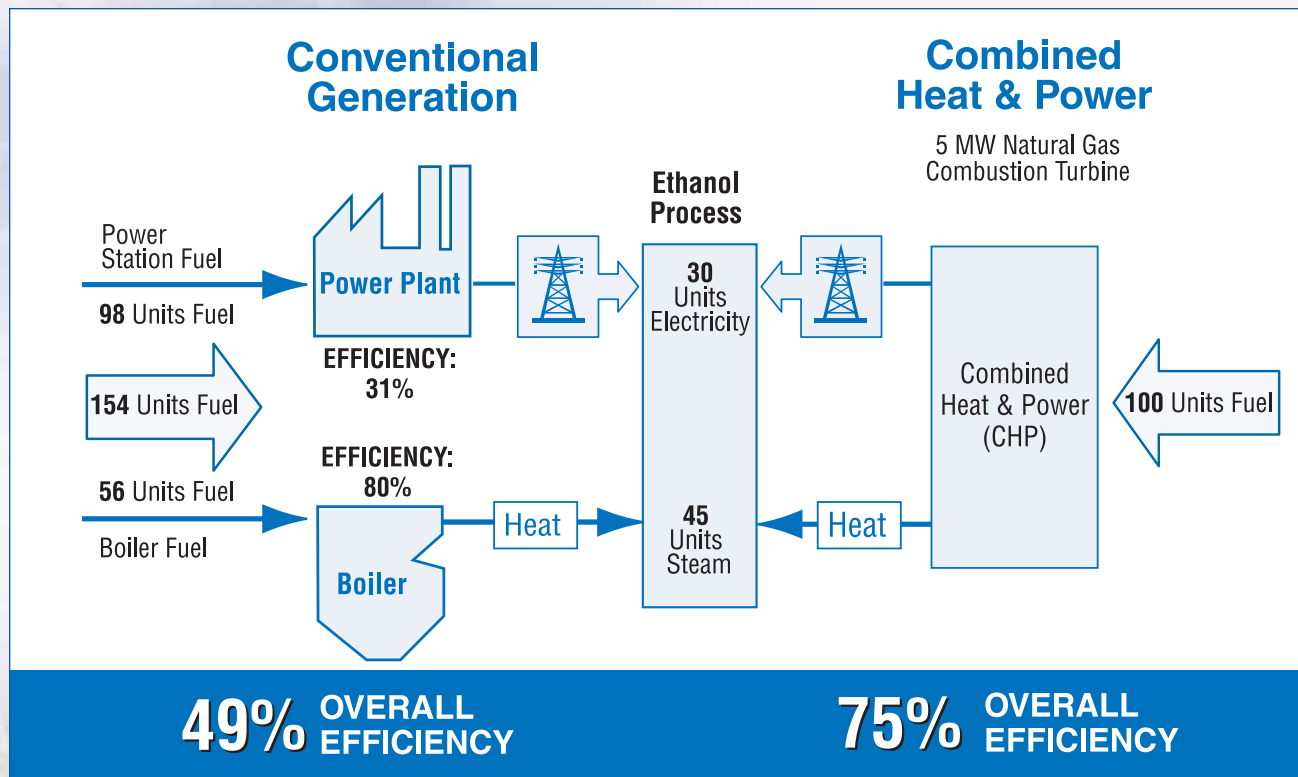 Conventional
Generation
Combined
Heat & Power
5 MW Natural Gas
Combustion Turbine
Ethanol
Process
Power
Station Fuel
98 Units Fuel
Power Plant
EFFICIENCY:
31%
154 Units Fuel
56 Units Fuel
Boiler Fuel
EFFICIENCY:
80%
Boiler
Heat
30
Units
Electricity
45
Units
Steam
Heat
Combined
Heat & Power
(CHP)
100 Units Fuel
49% OVERALL
EFFICIENCY
75% OVERALL
EFFICIENCY